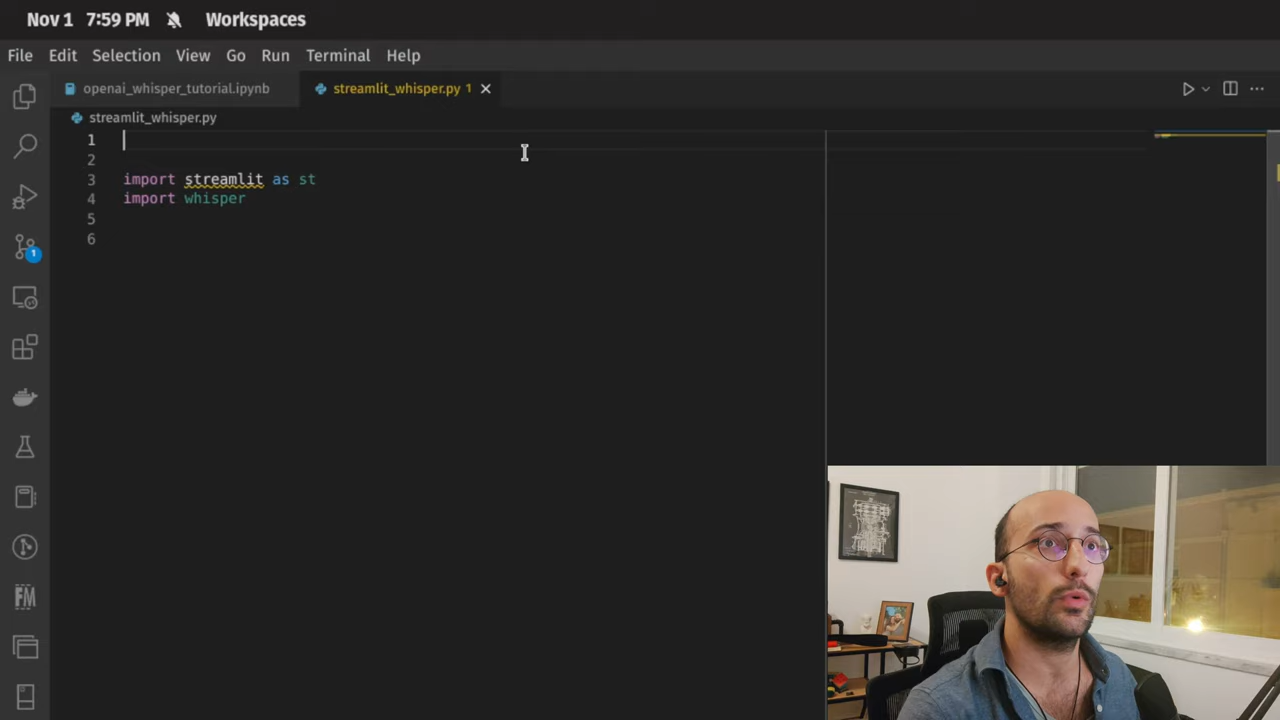 Nov 1 7:59 PM Workspaces
File Edit Selection View Go Run Terminal Help
openai_whisper_tutorial.ipynb streamlit_whisper.py 1
streamlit_whisper.py
1
2
3 import streamlit as st
4 import whisper
5
6
1
FM